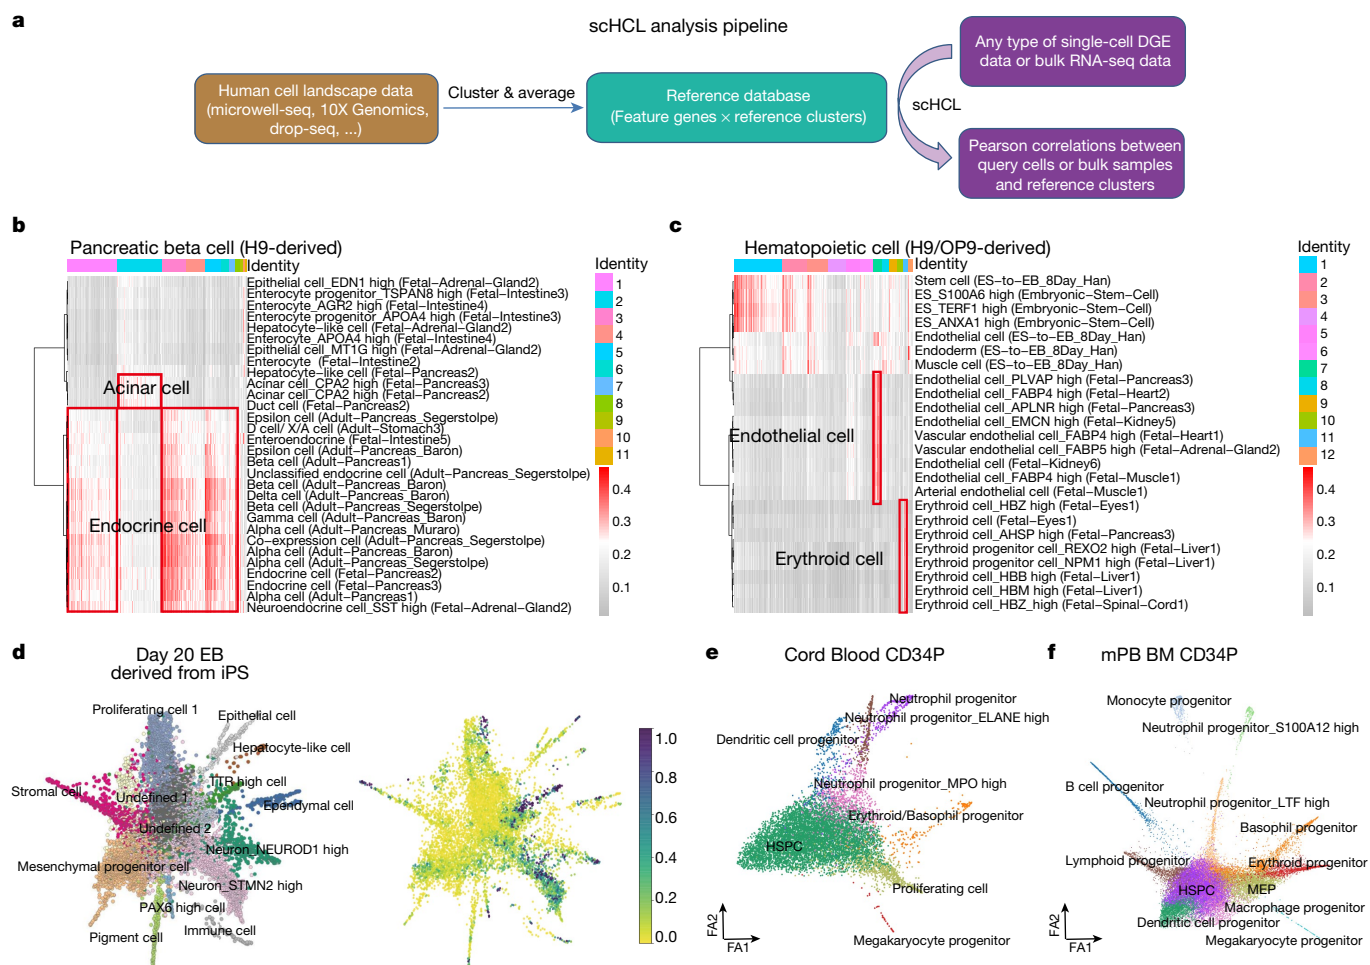 a
scHCL analysis pipeline
Human cell landscape data
(microwell-seq, 10X Genomics,
drop-seq, ...)
Cluster & average
Reference database
(Feature genes × reference clusters)
scHCL
Any type of single-cell DGE
data or bulk RNA-seq data
Pearson correlations between
query cells or bulk samples
and reference clusters
b
Pancreatic beta cell (H9-derived)
Identity
Epithelial cell_EDN1 high (Fetal-Adrenal-Gland2)
Enterocyte progenitor_TSPAN8 high (Fetal-Intestine3)
Enterocyte_AGR2 high (Fetal-Intestine4)
Enterocyte progenitor_APOA4 high (Fetal-Intestine3)
Hepatocyte-like cell (Fetal-Adrenal-Gland2)
Enterocyte_APOA4 high (Fetal-Intestine4)
Epithelial cell_MT1G high (Fetal-Adrenal-Gland2)
Enterocyte (Fetal-Intestine2)
Hepatocyte-like cell (Fetal-Pancreas2)
Acinar cell_CPA2 high (Fetal-Pancreas3)
Acinar cell_CPA2 high (Fetal-Pancreas2)
Duct cell (Fetal-Pancreas2)
Epsilon cell (Adult-Pancreas_Segerstolpe)
D cell/ X/A cell (Adult-Stomach3)
Enteroendocrine (Fetal-Intestine5)
Epsilon cell (Adult-Pancreas_Baron)
Beta cell (Adult-Pancreas1)
Unclassified endocrine cell (Adult-Pancreas_Segerstolpe)
Beta cell (Adult-Pancreas_Baron)
Delta cell (Adult-Pancreas_Baron)
Beta cell (Adult-Pancreas_Segerstolpe)
Gamma cell (Adult-Pancreas_Baron)
Alpha cell (Adult-Pancreas_Muraro)
Co-expression cell (Adult-Pancreas_Segerstolpe)
Alpha cell (Adult-Pancreas_Baron)
Alpha cell (Adult-Pancreas_Segerstolpe)
Endocrine cell (Fetal-Pancreas2)
Endocrine cell (Fetal-Pancreas3)
Alpha cell (Adult-Pancreas1)
Neuroendocrine cell_SST high (Fetal-Adrenal-Gland2)
Acinar cell
Endocrine cell
Identity
1
2
3
4
5
6
7
8
9
10
11
0.4
0.3
0.2
0.1
c
Hematopoietic cell (H9/OP9-derived)
Identity
Stem cell (ES-to-EB_8Day_Han)
ES_S100A6 high (Embryonic-Stem-Cell)
ES_TERF1 high (Embryonic-Stem-Cell)
ES_ANXA1 high (Embryonic-Stem-Cell)
Endothelial cell (ES-to-EB_8Day_Han)
Endoderm (ES-to-EB_8Day_Han)
Muscle cell (ES-to-EB_8Day_Han)
Endothelial cell_PLVAP high (Fetal-Pancreas3)
Endothelial cell_FABP4 high (Fetal-Heart2)
Endothelial cell_APLNR high (Fetal-Pancreas3)
Endothelial cell_EMCN high (Fetal-Kidney5)
Vascular endothelial cell_FABP4 high (Fetal-Heart1)
Vascular endothelial cell_FABP5 high (Fetal-Adrenal-Gland2)
Endothelial cell (Fetal-Kidney6)
Endothelial cell_FABP4 high (Fetal-Muscle1)
Arterial endothelial cell (Fetal-Muscle1)
Erythroid cell_HBZ high (Fetal-Eyes1)
Erythroid cell (Fetal-Eyes1)
Erythroid cell_AHSP high (Fetal-Pancreas3)
Erythroid progenitor cell_REXO2 high (Fetal-Liver1)
Erythroid progenitor cell_NPM1 high (Fetal-Liver1)
Erythroid cell_HBB high (Fetal-Liver1)
Erythroid cell_HBM high (Fetal-Liver1)
Erythroid cell_HBZ_high (Fetal-Spinal-Cord1)
Endothelial cell
Erythroid cell
Identity
1
2
3
4
5
6
7
8
9
10
11
12
0.4
0.3
0.2
0.1
d
Day 20 EB
derived from iPS
Proliferating cell 1
Epithelial cell
Hepatocyte-like cell
TTR high cell
Stromal cell
Undefined 1
Ependymal cell
Undefined 2
Neuron_NEUROD1 high
Mesenchymal progenitor cell
Neuron_STMN2 high
PAX6 high cell
Immune cell
Pigment cell
1.0
0.8
0.6
0.4
0.2
0.0
e
Cord Blood CD34P
Neutrophil progenitor
Neutrophil progenitor_ELANE high
Dendritic cell progenitor
Neutrophil progenitor_MPO high
Erythroid/Basophil progenitor
HSPC
Proliferating cell
Megakaryocyte progenitor
FA2
FA1
f
mPB BM CD34P
Monocyte progenitor
Neutrophil progenitor_S100A12 high
B cell progenitor
Neutrophil progenitor_LTF high
Basophil progenitor
Lymphoid progenitor
Erythroid progenitor
HSPC
MEP
Macrophage progenitor
Dendritic cell progenitor
Megakaryocyte progenitor
FA2
FA1